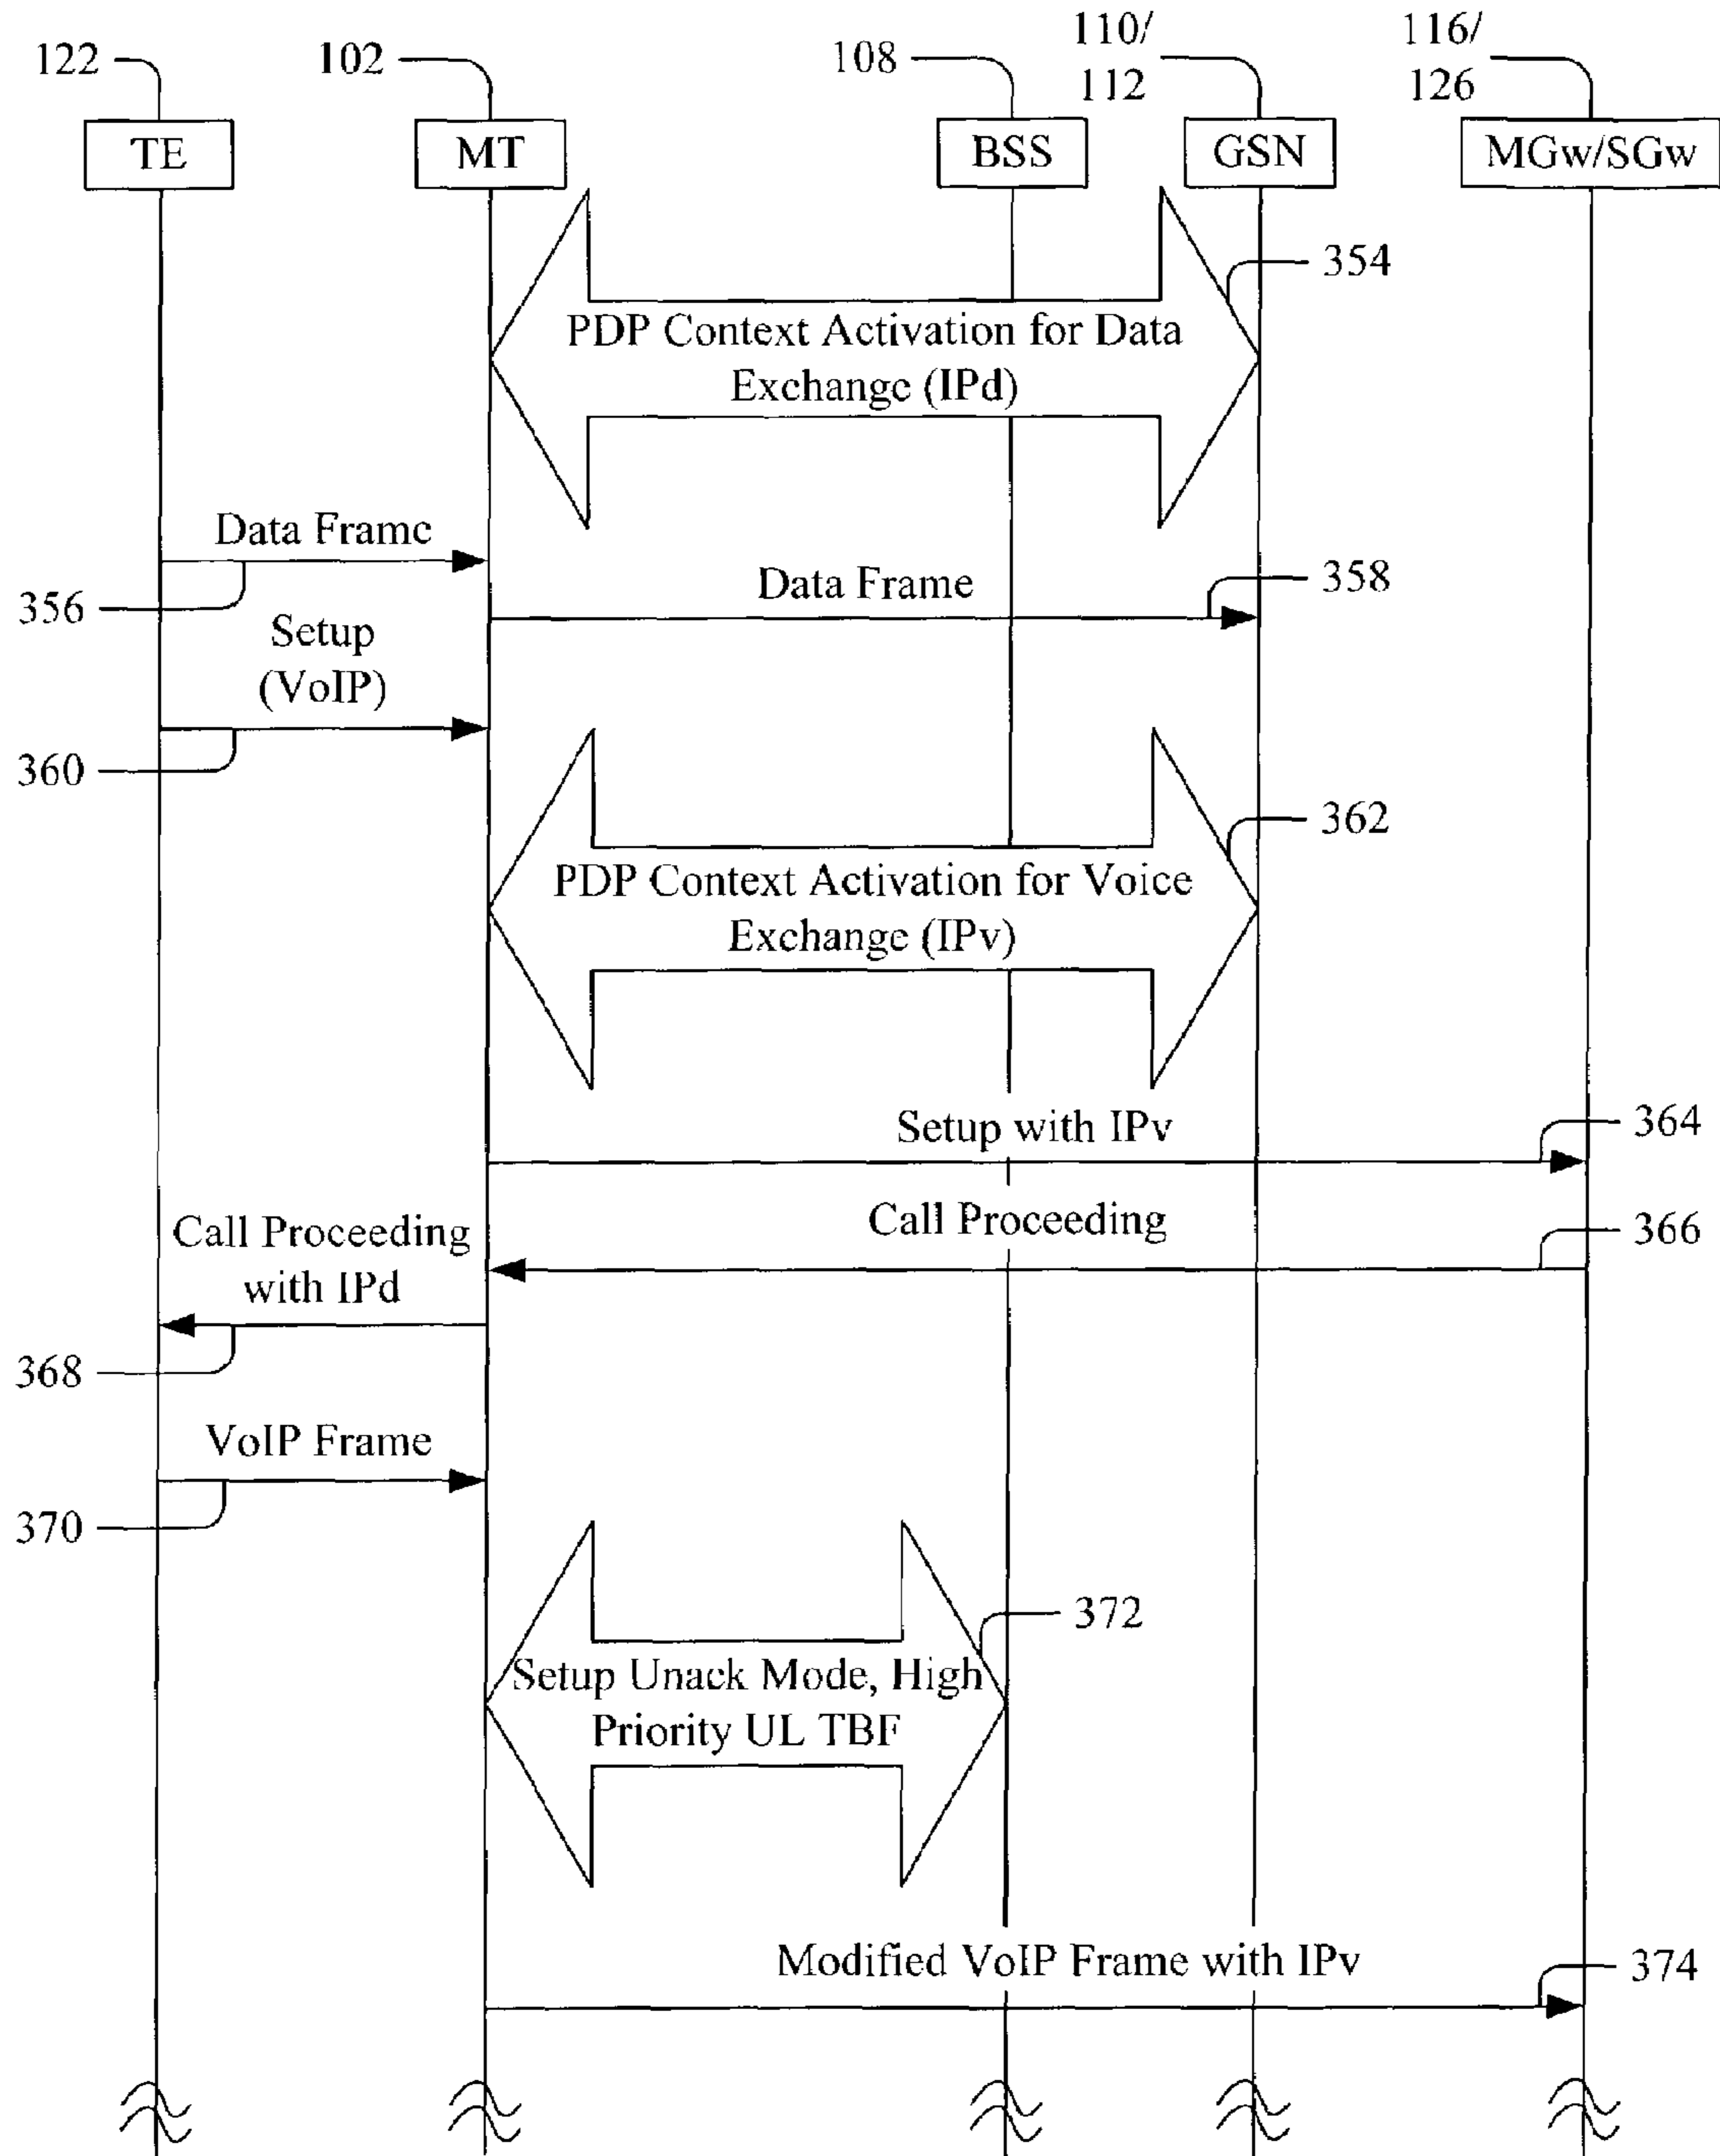 122
102
108
110/
112
116/
126
TE
MT
BSS
GSN
MGw/SGw
354
PDP Context Activation for Data
Exchange (IPd)
Data Frame
356
Data Frame
358
Setup
(VoIP)
360
362
PDP Context Activation for Voice
Exchange (IPv)
Setup with IPv
364
Call Proceeding
366
Call Proceeding
with IPd
368
VoIP Frame
370
372
Setup Unack Mode, High
Priority UL TBF
Modified VoIP Frame with IPv
374